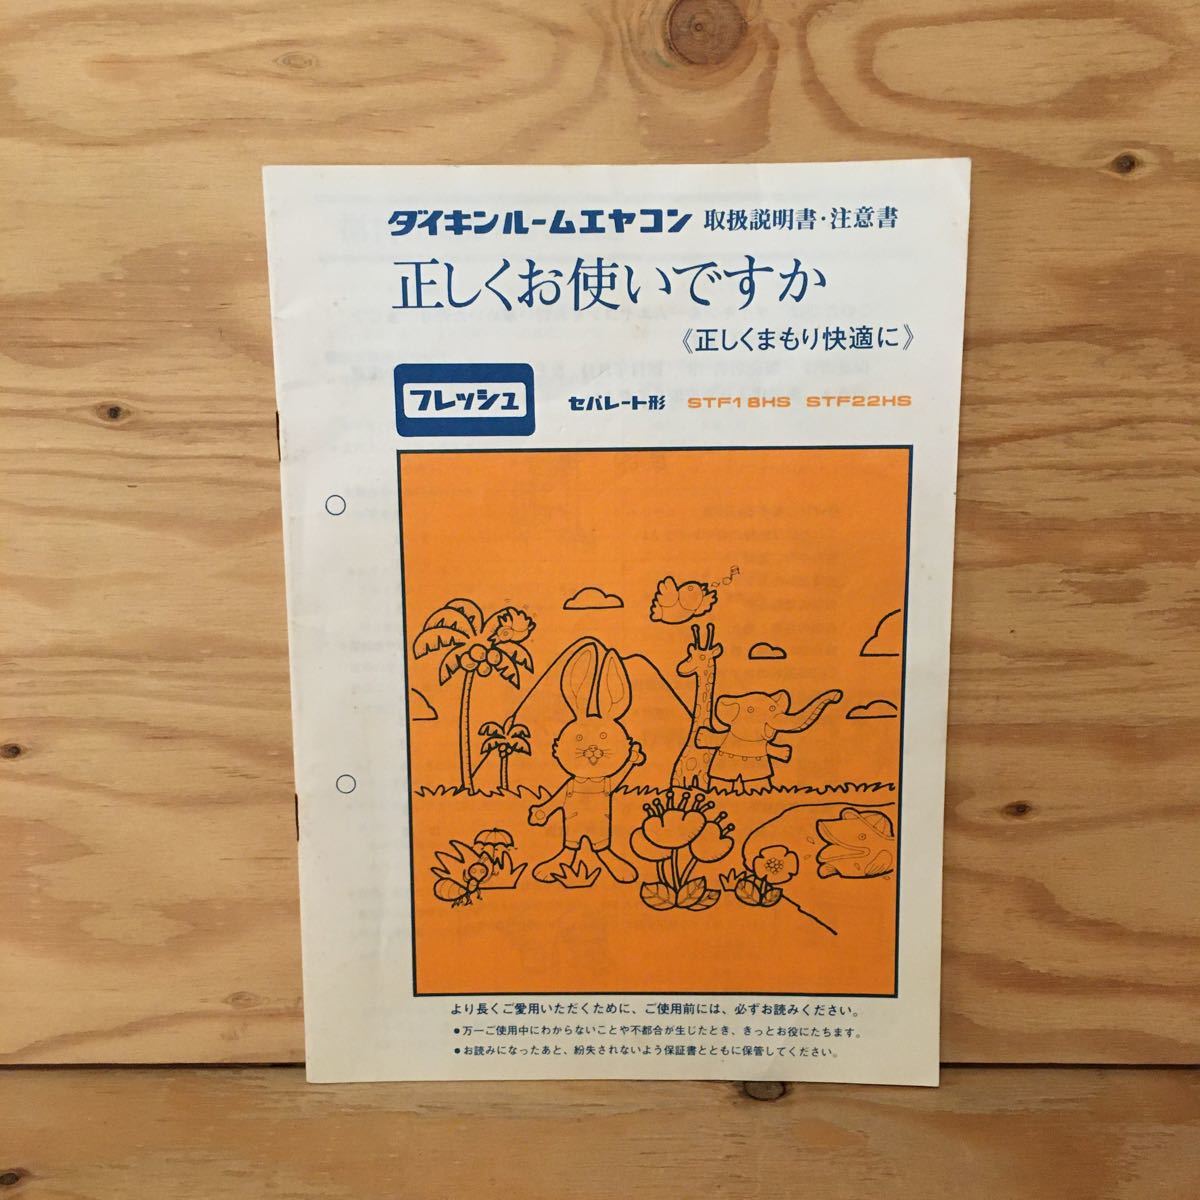 ダイキンルームエヤコン 取扱説明書・注意書
正しくお使いですか
《正しくまもり快適に》
フレッシュ セパレート形 STF18HS STF22HS
より長くご愛用いただくために、ご使用前には、必ずお読みください。
●万一ご使用中にわからないことや不都合が生じたとき、きっとお役にたちます。
●お読みになったあと、紛失されないよう保証書とともに保管してください。